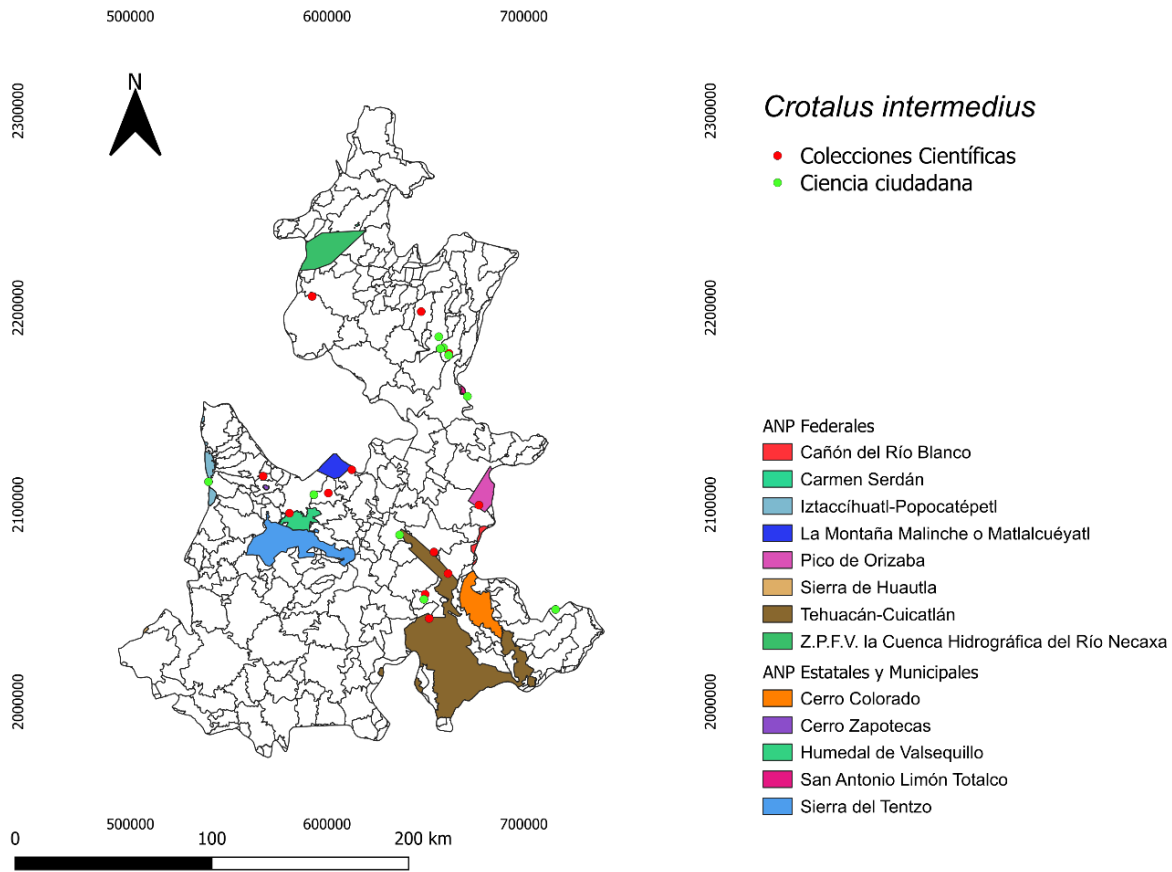 500000 600000 700000
N
2300000 2300000
Crotalus intermedius
Colecciones Científicas
Ciencia ciudadana
2200000 2200000
ANP Federales
Cañón del Río Blanco
Carmen Serdán
Iztaccíhuatl-Popocatépetl
2100000 2100000
La Montaña Malinche o Matlalcuéyatl
Pico de Orizaba
Sierra de Huautla
Tehuacán-Cuicatlán
Z.P.F.V. la Cuenca Hidrográfica del Río Necaxa
ANP Estatales y Municipales
2000000 2000000
Cerro Colorado
Cerro Zapotecas
Humedal de Valsequillo
San Antonio Limón Totalco
Sierra del Tentzo
500000 600000 700000
0 100 200 km